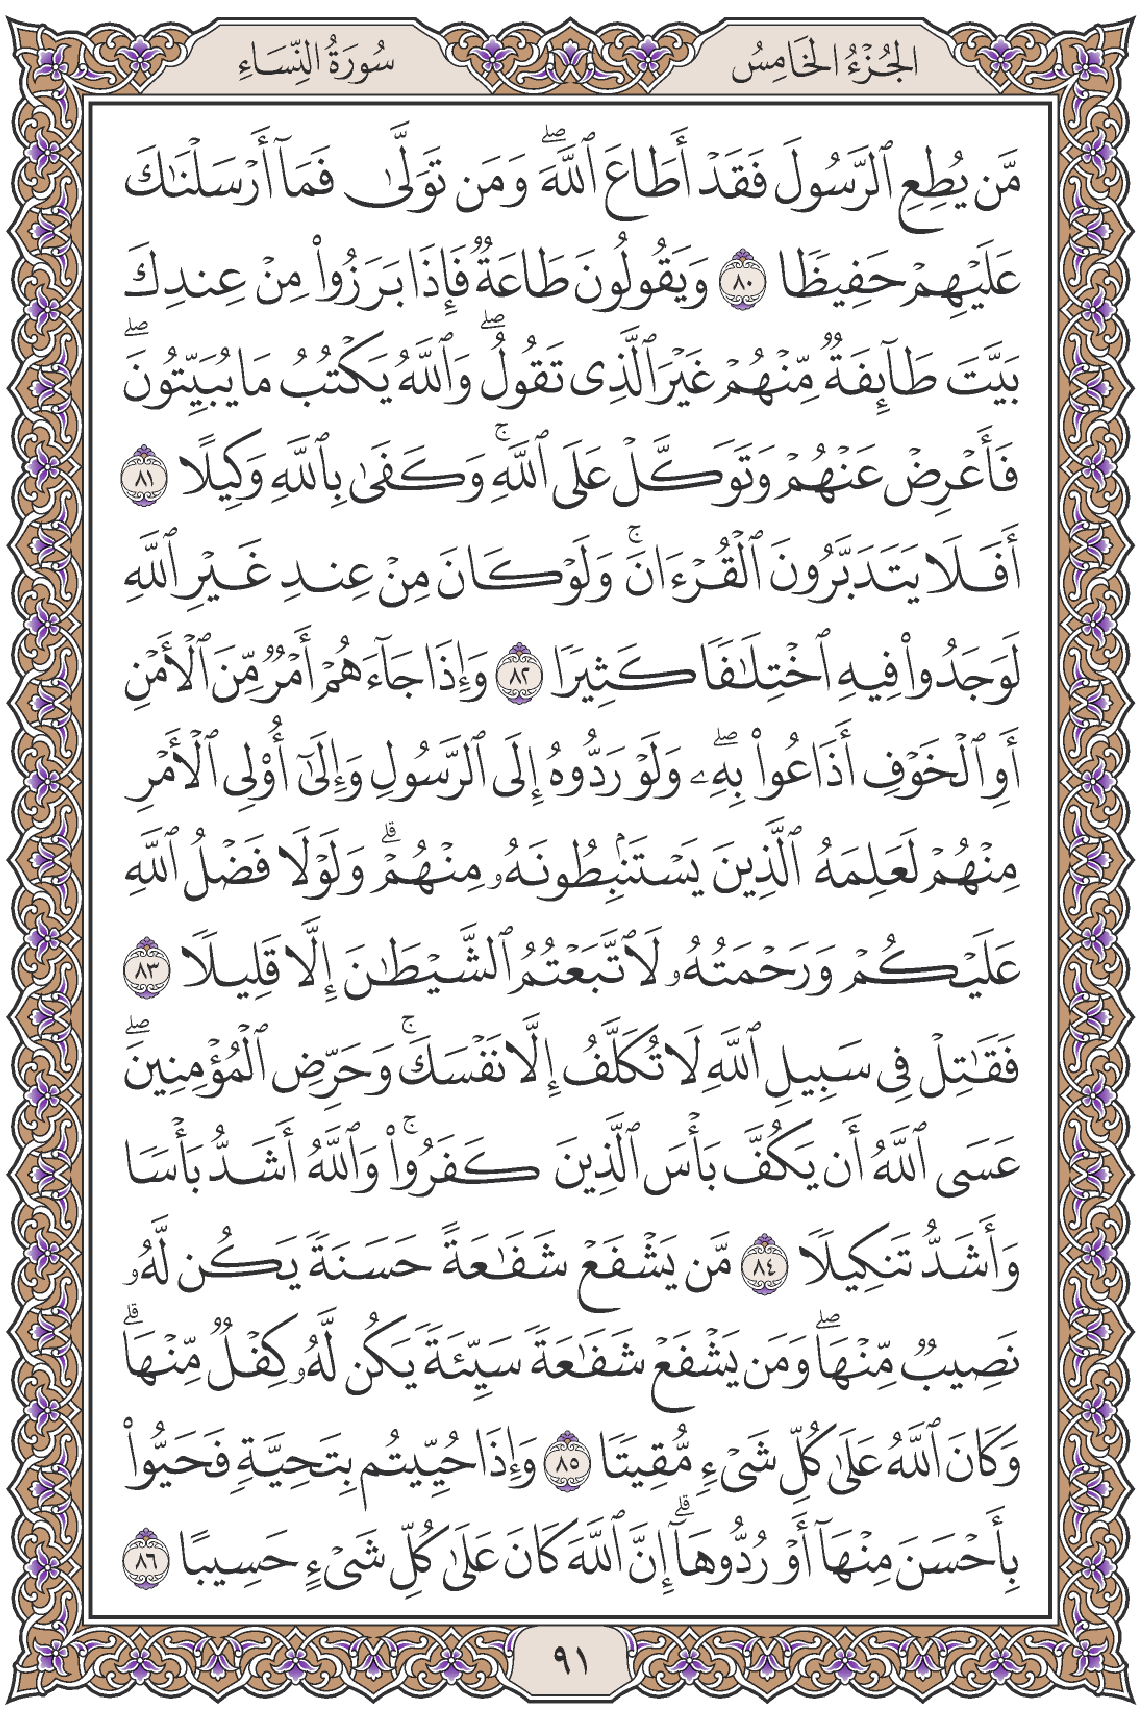 الجُزْءُ الخَامِسُ
سُورَةُ النِّسَاءِ
مَّن يُطِعِ ٱلرَّسُولَ فَقَدۡ أَطَاعَ ٱللَّهَۖ وَمَن تَوَلَّىٰ فَمَآ أَرۡسَلۡنَٰكَ
عَلَيۡهِمۡ حَفِيظٗا ٨٠ وَيَقُولُونَ طَاعَةٞ فَإِذَا بَرَزُواْ مِنۡ عِندِكَ
بَيَّتَ طَآئِفَةٞ مِّنۡهُمۡ غَيۡرَ ٱلَّذِي تَقُولُۖ وَٱللَّهُ يَكۡتُبُ مَا يُبَيِّتُونَۖ
فَأَعۡرِضۡ عَنۡهُمۡ وَتَوَكَّلۡ عَلَى ٱللَّهِۚ وَكَفَىٰ بِٱللَّهِ وَكِيلًا ٨١
أَفَلَا يَتَدَبَّرُونَ ٱلۡقُرۡءَانَۚ وَلَوۡ كَانَ مِنۡ عِندِ غَيۡرِ ٱللَّهِ
لَوَجَدُواْ فِيهِ ٱخۡتِلَٰفٗا كَثِيرٗا ٨٢ وَإِذَا جَآءَهُمۡ أَمۡرٞ مِّنَ ٱلۡأَمۡنِ
أَوِ ٱلۡخَوۡفِ أَذَاعُواْ بِهِۦۖ وَلَوۡ رَدُّوهُ إِلَى ٱلرَّسُولِ وَإِلَىٰٓ أُوْلِي ٱلۡأَمۡرِ
مِنۡهُمۡ لَعَلِمَهُ ٱلَّذِينَ يَسۡتَنۢبِطُونَهُۥ مِنۡهُمۡۗ وَلَوۡلَا فَضۡلُ ٱللَّهِ
عَلَيۡكُمۡ وَرَحۡمَتُهُۥ لَٱتَّبَعۡتُمُ ٱلشَّيۡطَٰنَ إِلَّا قَلِيلٗا ٨٣
فَقَٰتِلۡ فِي سَبِيلِ ٱللَّهِ لَا تُكَلَّفُ إِلَّا نَفۡسَكَۚ وَحَرِّضِ ٱلۡمُؤۡمِنِينَۖ
عَسَى ٱللَّهُ أَن يَكُفَّ بَأۡسَ ٱلَّذِينَ كَفَرُواْۚ وَٱللَّهُ أَشَدُّ بَأۡسٗا
وَأَشَدُّ تَنكِيلٗا ٨٤ مَّن يَشۡفَعۡ شَفَٰعَةً حَسَنَةٗ يَكُن لَّهُۥ
نَصِيبٞ مِّنۡهَاۖ وَمَن يَشۡفَعۡ شَفَٰعَةٗ سَيِّئَةٗ يَكُن لَّهُۥ كِفۡلٞ مِّنۡهَاۗ
وَكَانَ ٱللَّهُ عَلَىٰ كُلِّ شَيۡءٖ مُّقِيتٗا ٨٥ وَإِذَا حُيِّيتُم بِتَحِيَّةٖ فَحَيُّواْ
بِأَحۡسَنَ مِنۡهَآ أَوۡ رُدُّوهَآۗ إِنَّ ٱللَّهَ كَانَ عَلَىٰ كُلِّ شَيۡءٍ حَسِيبًا ٨٦
٩١